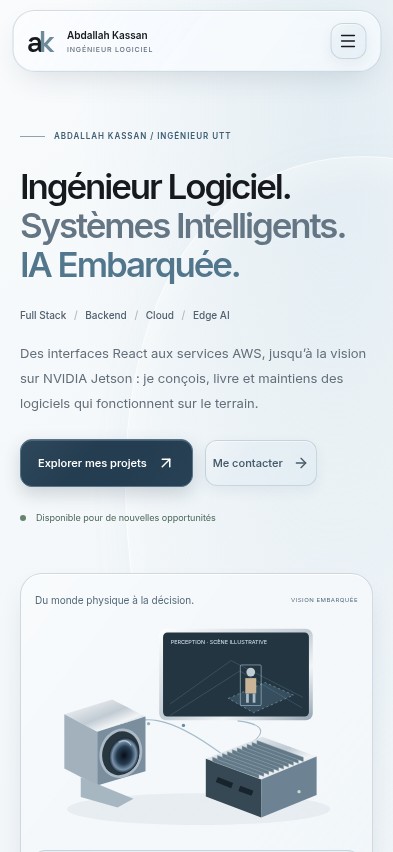 ak
Abdallah Kassan
INGÉNIEUR LOGICIEL
ABDALLAH KASSAN / INGÉNIEUR UTT
Ingénieur Logiciel.
Systèmes Intelligents.
IA Embarquée.
Full Stack / Backend / Cloud / Edge AI
Des interfaces React aux services AWS, jusqu’à la vision
sur NVIDIA Jetson : je conçois, livre et maintiens des
logiciels qui fonctionnent sur le terrain.
Explorer mes projets
Me contacter
Disponible pour de nouvelles opportunités
Du monde physique à la décision.
VISION EMBARQUÉE
PERCEPTION · SCÈNE ILLUSTRATIVE